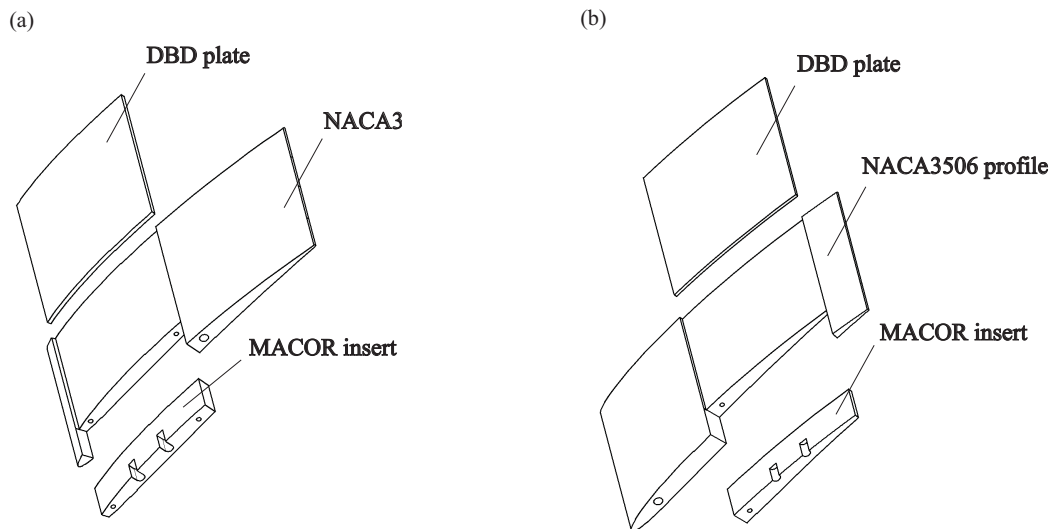 (a)
DBD plate
NACA3
MACOR insert
(b)
DBD plate
NACA3506 profile
MACOR insert